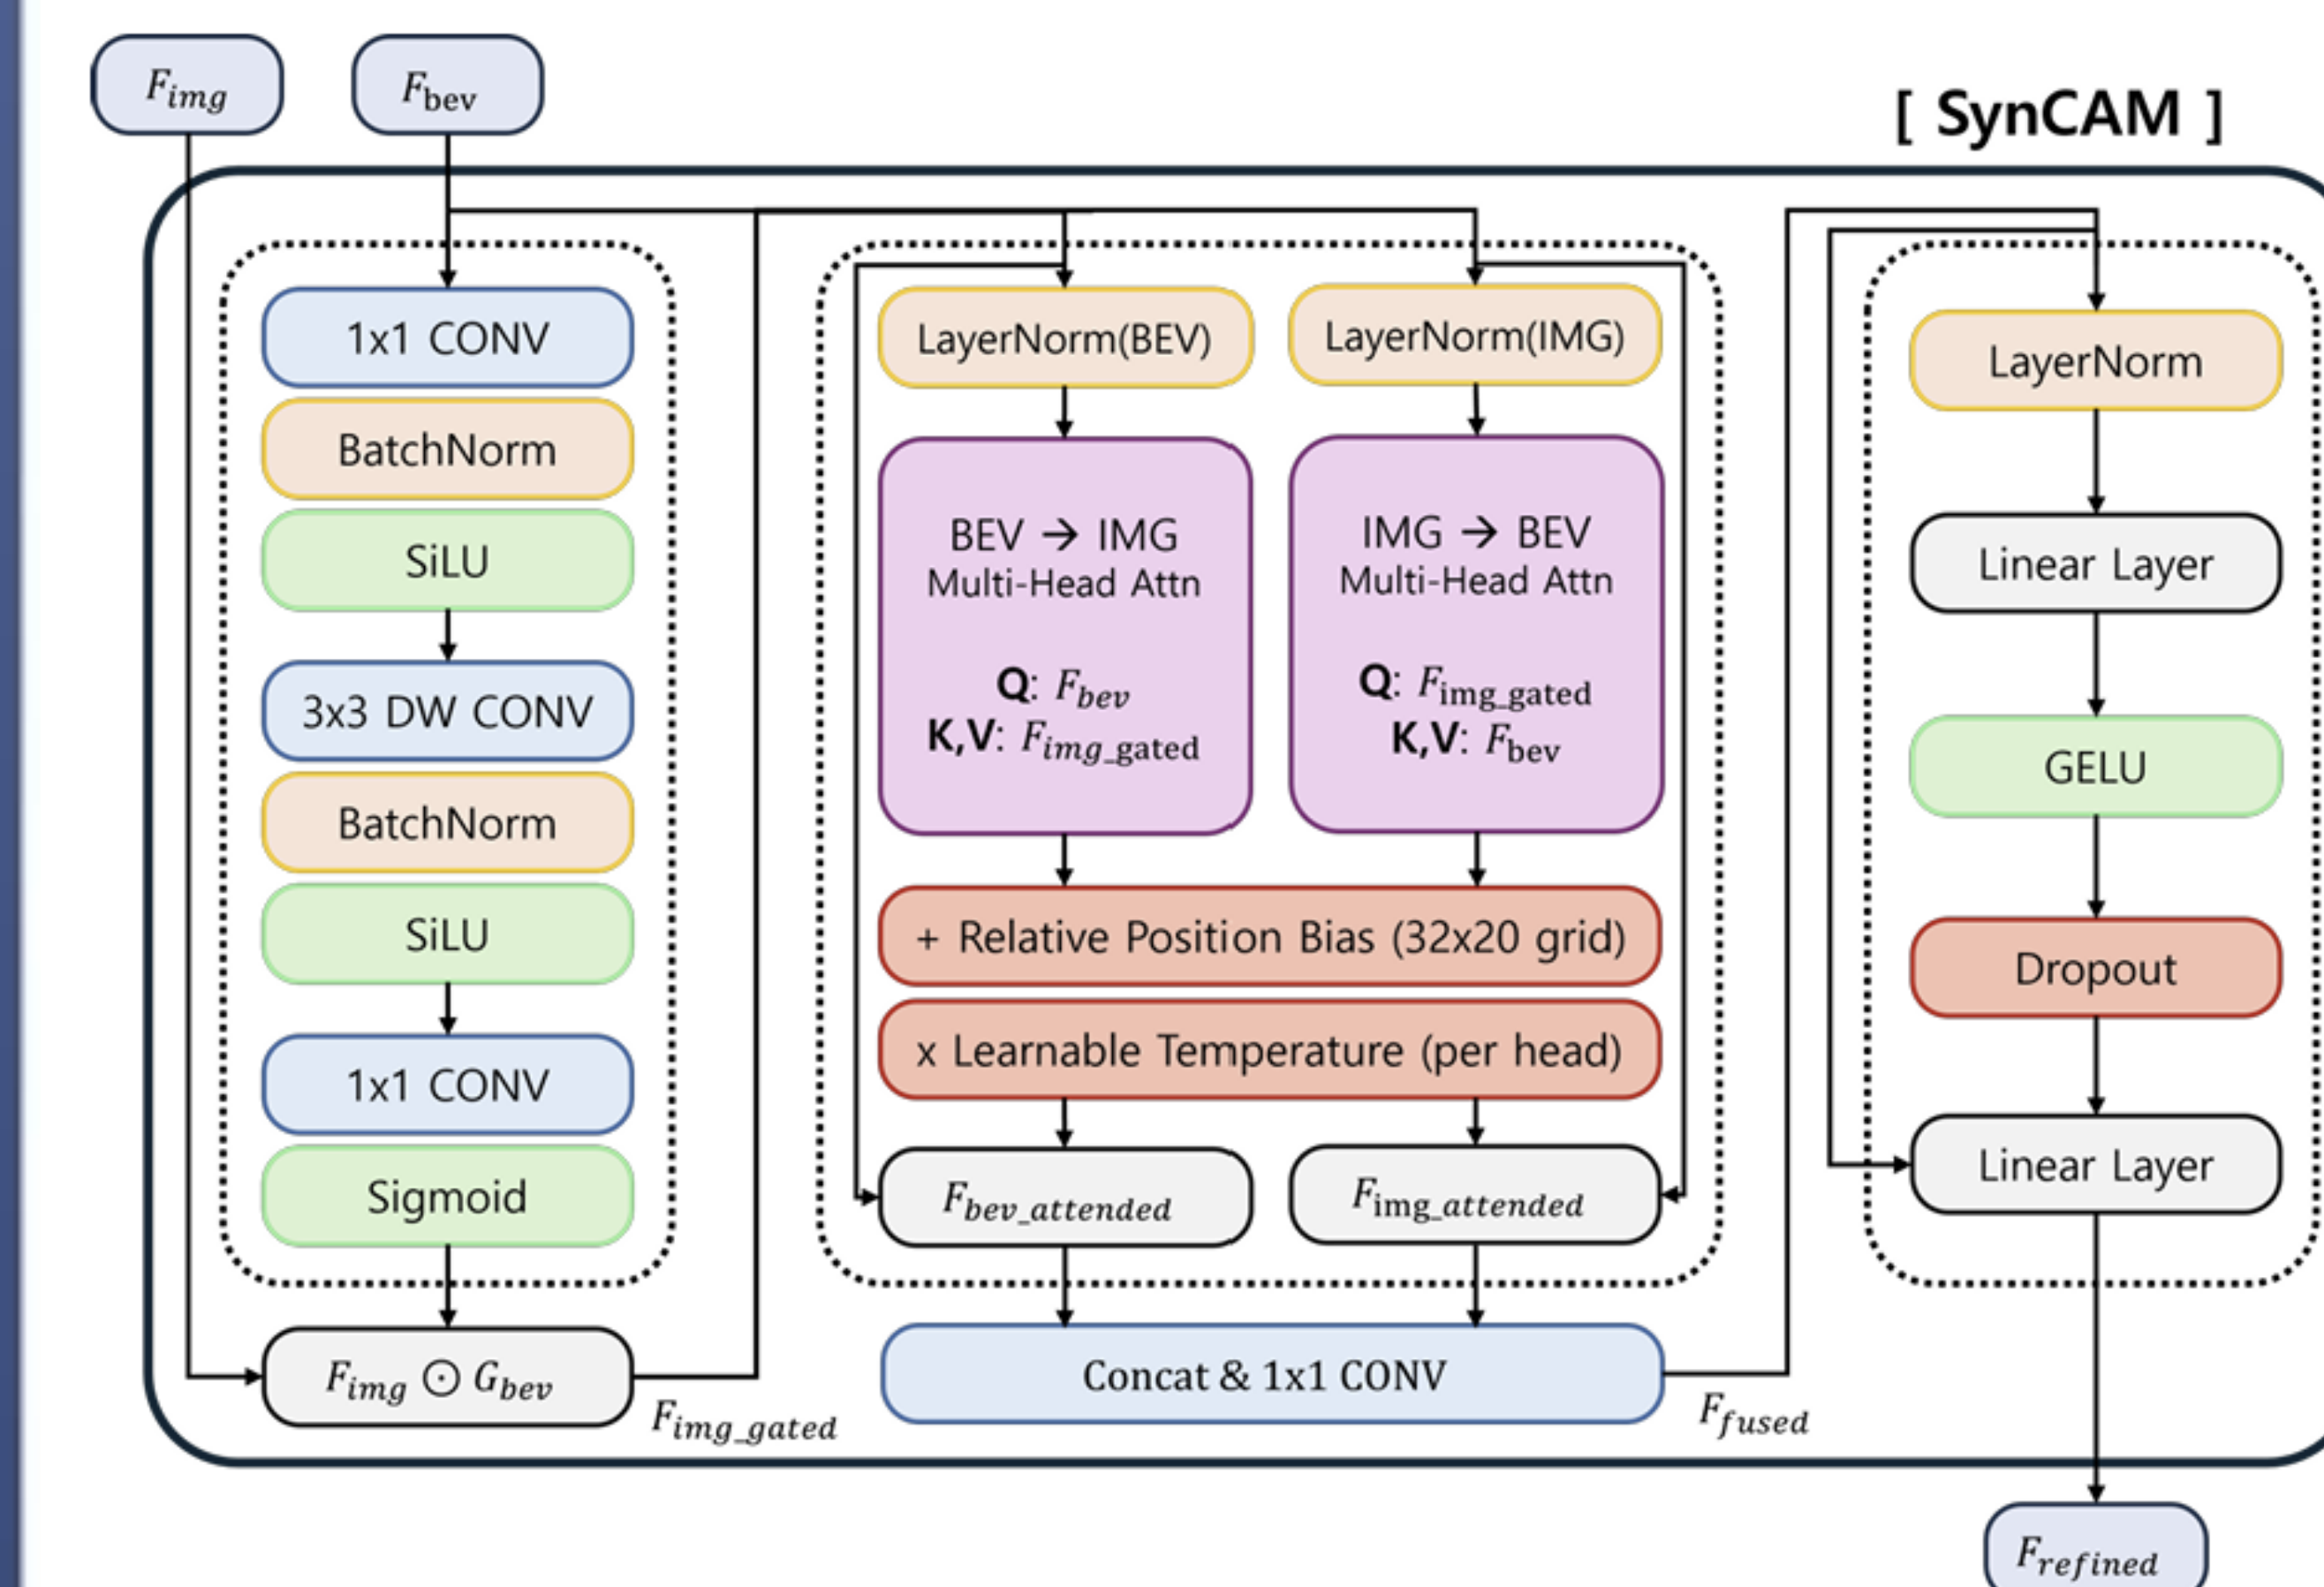 F_img
F_bev
[ SynCAM ]
1x1 CONV
BatchNorm
SiLU
3x3 DW CONV
BatchNorm
SiLU
1x1 CONV
Sigmoid
F_img ⊙ G_bev
F_img_gated
LayerNorm(BEV)
LayerNorm(IMG)
BEV → IMG
Multi-Head Attn
Q: F_bev
K,V: F_img_gated
IMG → BEV
Multi-Head Attn
Q: F_img_gated
K,V: F_bev
+ Relative Position Bias (32x20 grid)
x Learnable Temperature (per head)
F_bev_attended
F_img_attended
Concat & 1x1 CONV
F_fused
LayerNorm
Linear Layer
GELU
Dropout
Linear Layer
F_refined